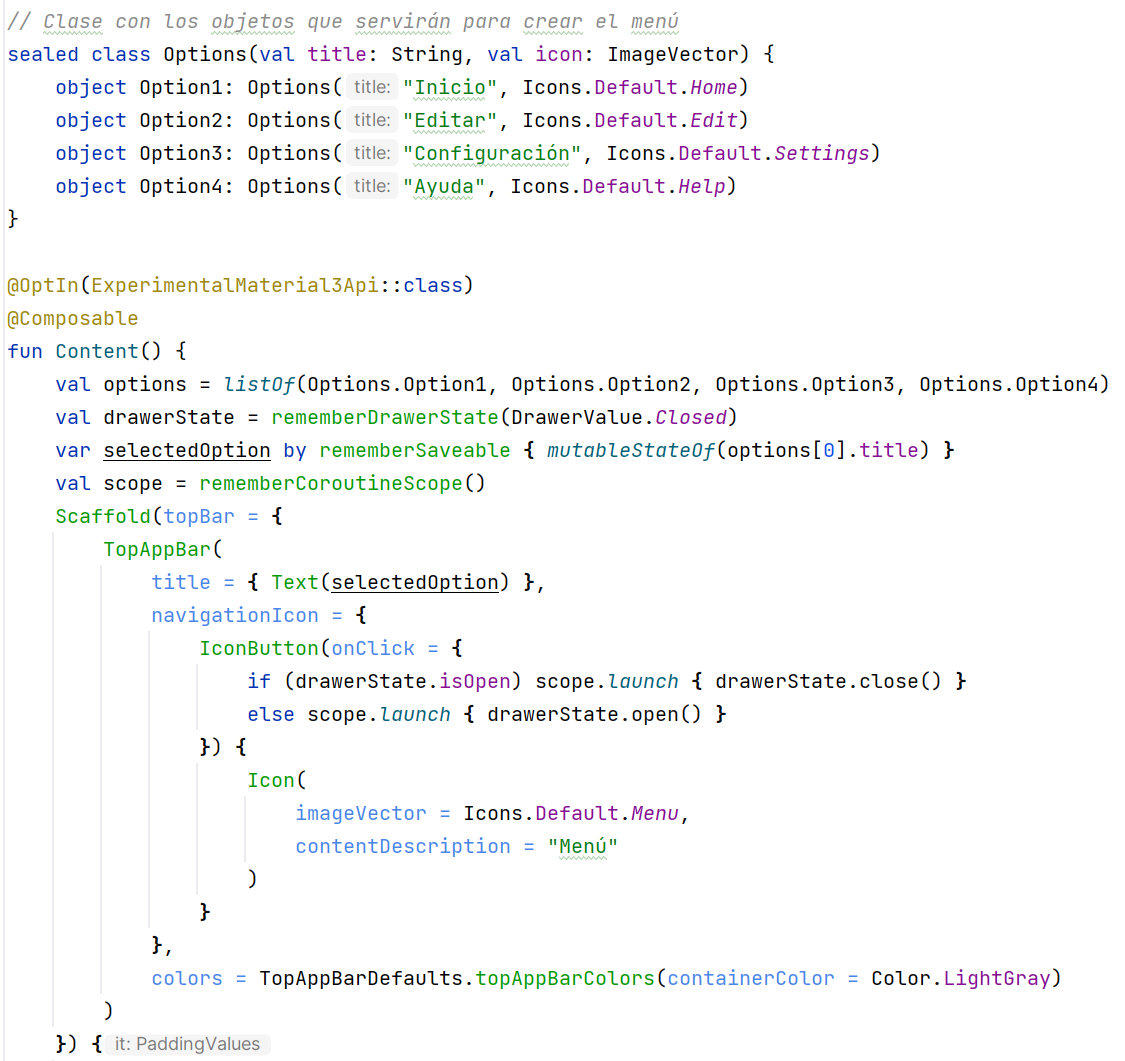 // Clase con los objetos que servirán para crear el menú
sealed class Options(val title: String, val icon: ImageVector) {
    object Option1: Options( title: "Inicio", Icons.Default.Home)
    object Option2: Options( title: "Editar", Icons.Default.Edit)
    object Option3: Options( title: "Configuración", Icons.Default.Settings)
    object Option4: Options( title: "Ayuda", Icons.Default.Help)
}

@OptIn(ExperimentalMaterial3Api::class)
@Composable
fun Content() {
    val options = listOf(Options.Option1, Options.Option2, Options.Option3, Options.Option4)
    val drawerState = rememberDrawerState(DrawerValue.Closed)
    var selectedOption by rememberSaveable { mutableStateOf(options[0].title) }
    val scope = rememberCoroutineScope()
    Scaffold(topBar = {
        TopAppBar(
            title = { Text(selectedOption) },
            navigationIcon = {
                IconButton(onClick = {
                    if (drawerState.isOpen) scope.launch { drawerState.close() }
                    else scope.launch { drawerState.open() }
                }) {
                    Icon(
                        imageVector = Icons.Default.Menu,
                        contentDescription = "Menú"
                    )
                }
            },
            colors = TopAppBarDefaults.topAppBarColors(containerColor = Color.LightGray)
        )
    }) { it: PaddingValues